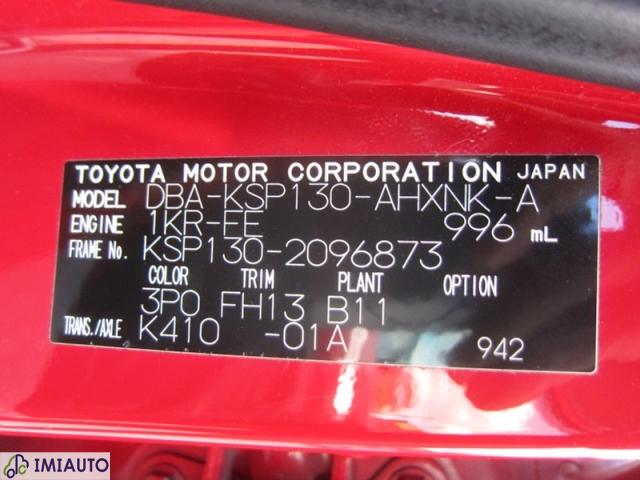 TOYOTA MOTOR CORPORATION JAPAN
MODEL DBA-KSP130-AHXNK-A
ENGINE 1KR-FE 996 mL
FRAME No. KSP130-2096873
COLOR TRIM PLANT OPTION
3P0 FH13 B11
TRANS./AXLE K410 -01A 942
IMIAUTO